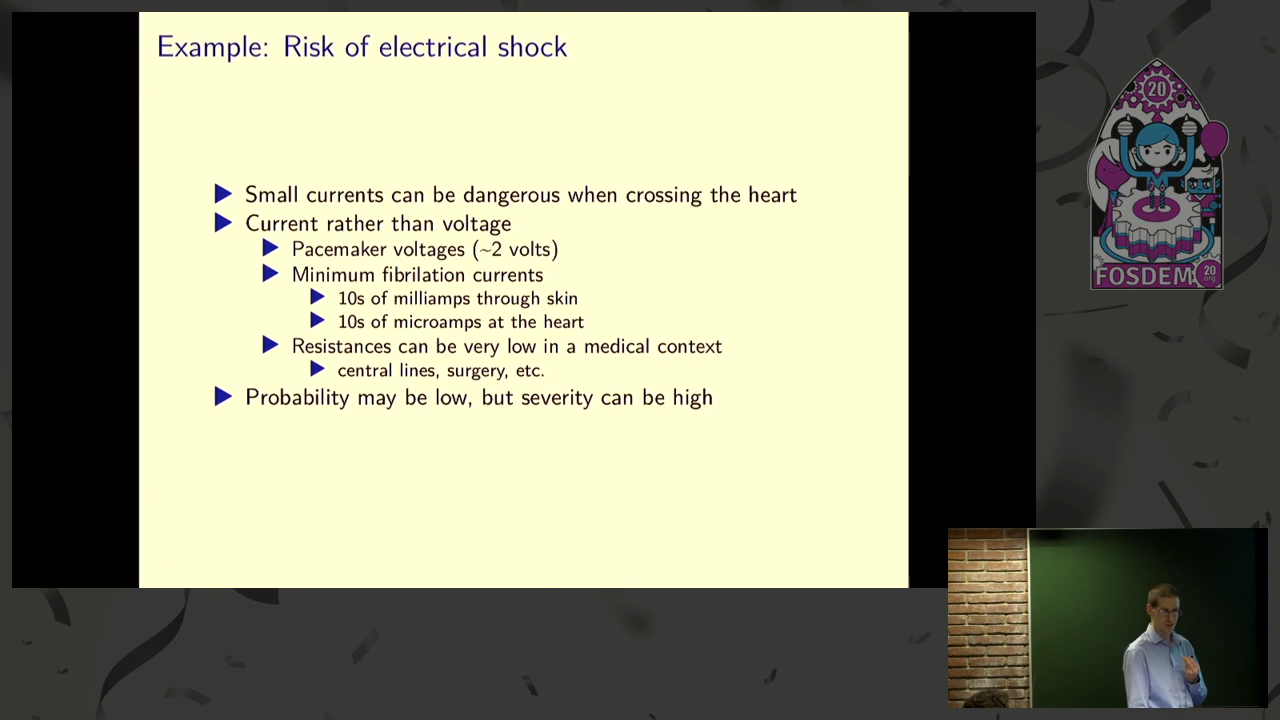 Example: Risk of electrical shock
Small currents can be dangerous when crossing the heart
Current rather than voltage
Pacemaker voltages (~2 volts)
Minimum fibrilation currents
10s of milliamps through skin
10s of microamps at the heart
Resistances can be very low in a medical context
central lines, surgery, etc.
Probability may be low, but severity can be high
20
FOSDEM
20
.org